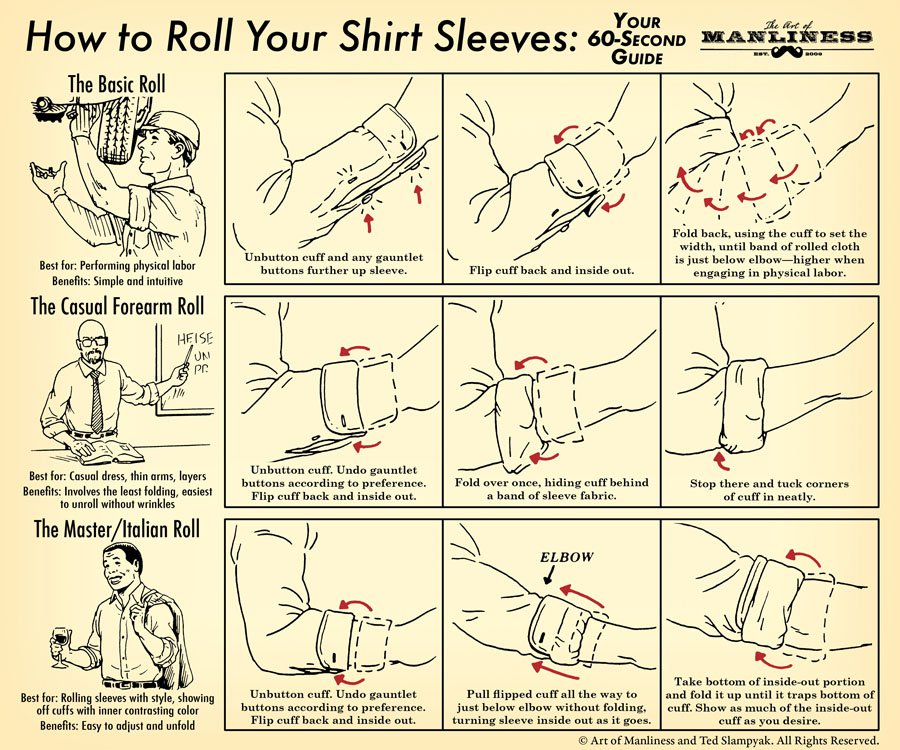 How to Roll Your Shirt Sleeves:
Your
60-Second
Guide
The Art of
MANLINESS
EST. 2008
The Basic Roll
Best for: Performing physical labor
Benefits: Simple and intuitive
Unbutton cuff and any gauntlet
buttons further up sleeve.
Flip cuff back and inside out.
Fold back, using the cuff to set the
width, until band of rolled cloth
is just below elbow—higher when
engaging in physical labor.
The Casual Forearm Roll
HEISE
UN
PR
Best for: Casual dress, thin arms, layers
Benefits: Involves the least folding, easiest
to unroll without wrinkles
Unbutton cuff. Undo gauntlet
buttons according to preference.
Flip cuff back and inside out.
Fold over once, hiding cuff behind
a band of sleeve fabric.
Stop there and tuck corners
of cuff in neatly.
The Master/Italian Roll
Best for: Rolling sleeves with style, showing
off cuffs with inner contrasting color
Benefits: Easy to adjust and unfold
Unbutton cuff. Undo gauntlet
buttons according to preference.
Flip cuff back and inside out.
ELBOW
Pull flipped cuff all the way to
just below elbow without folding,
turning sleeve inside out as it goes.
Take bottom of inside-out portion
and fold it up until it traps bottom of
cuff. Show as much of the inside-out
cuff as you desire.
© Art of Manliness and Ted Slampyak. All Rights Reserved.